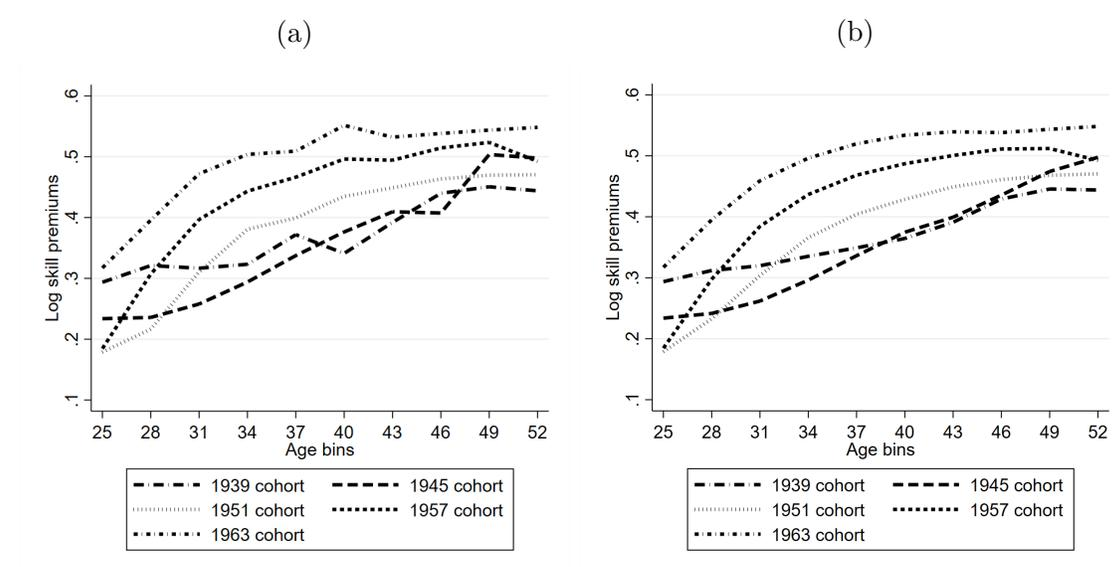 (a)
.6
.5
.4
.3
.2
.1
Log skill premiums
25 28 31 34 37 40 43 46 49 52
Age bins
1939 cohort 1945 cohort
1951 cohort 1957 cohort
1963 cohort
(b)
.6
.5
.4
.3
.2
.1
Log skill premiums
25 28 31 34 37 40 43 46 49 52
Age bins
1939 cohort 1945 cohort
1951 cohort 1957 cohort
1963 cohort